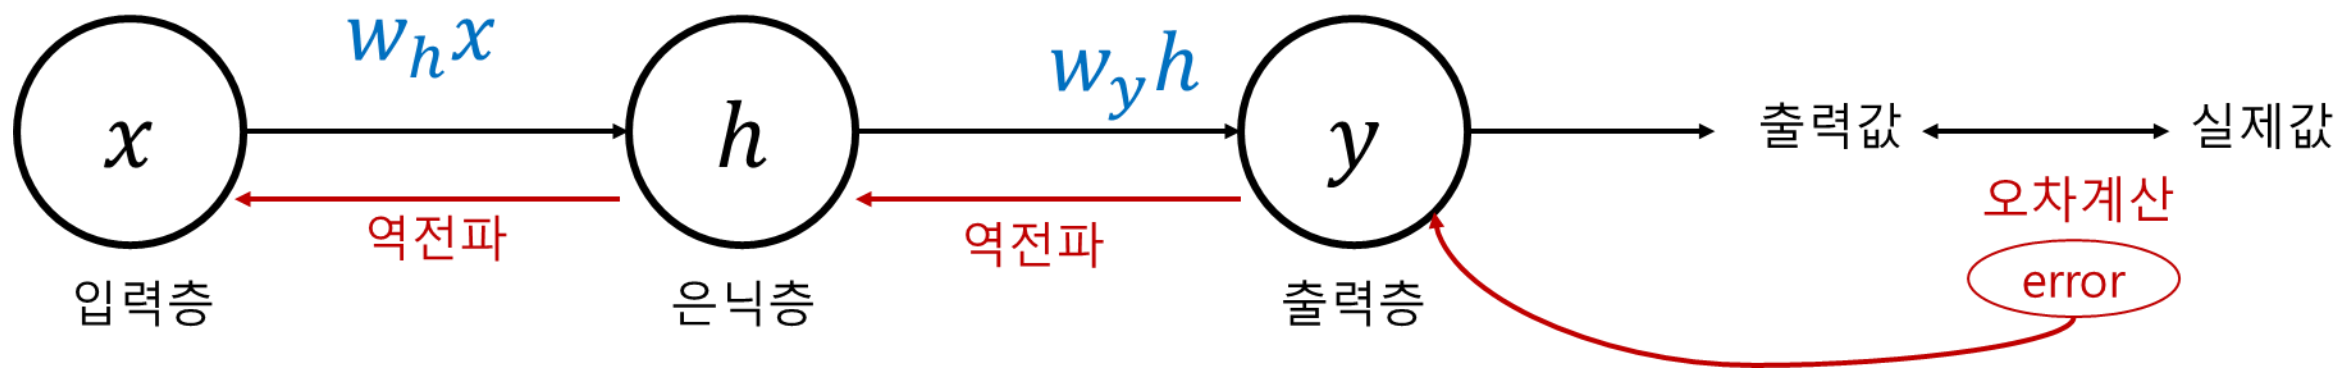 w_h x
w_y h
x
h
y
출력값
실제값
오차계산
error
역전파
역전파
입력층
은닉층
출력층